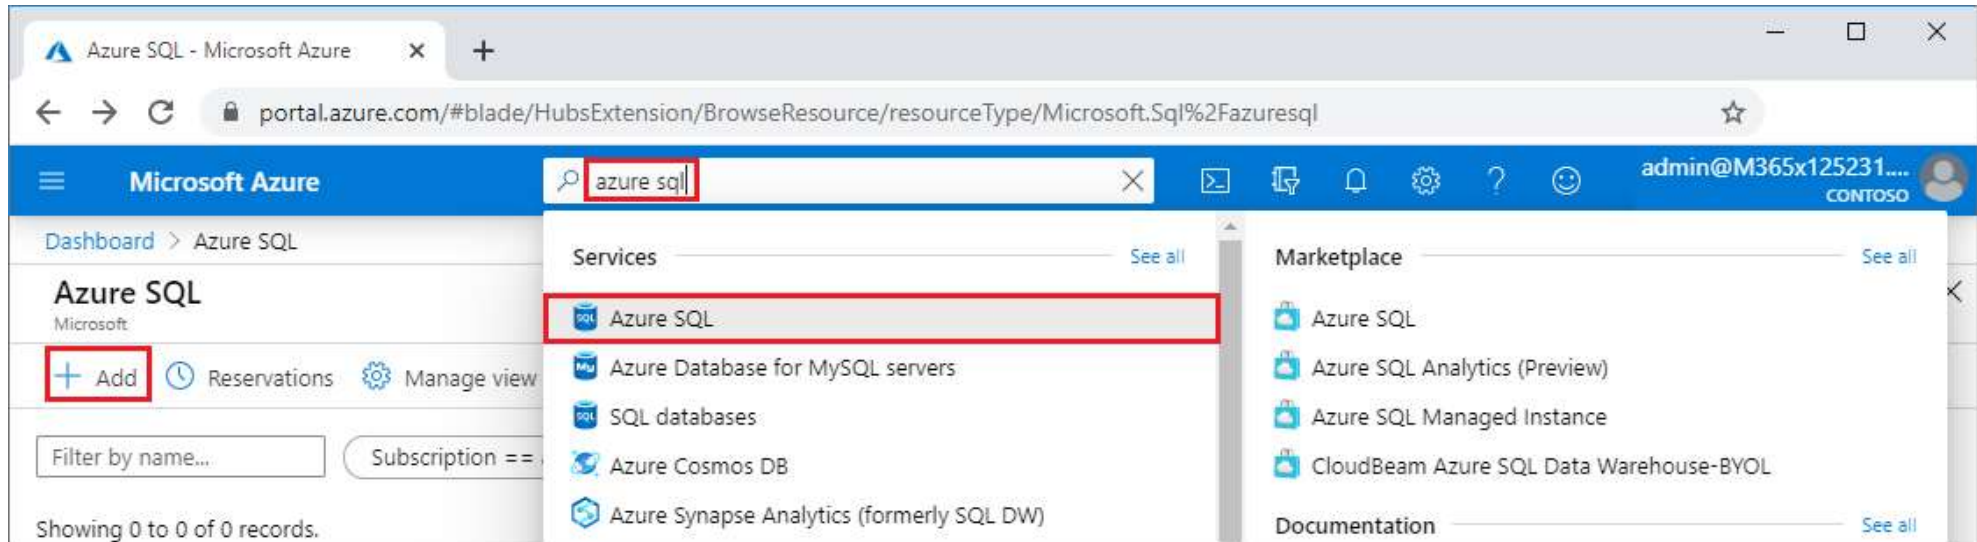 Azure SQL - Microsoft Azure
portal.azure.com/#blade/HubsExtension/BrowseResource/resourceType/Microsoft.Sql%2Fazuresql
Microsoft Azure
azure sql
admin@M365x125231....
CONTOSO
Dashboard > Azure SQL
Azure SQL
Microsoft
Add
Reservations
Manage view
Filter by name...
Subscription ==
Showing 0 to 0 of 0 records.
Services
See all
Azure SQL
Azure Database for MySQL servers
SQL databases
Azure Cosmos DB
Azure Synapse Analytics (formerly SQL DW)
Marketplace
See all
Azure SQL
Azure SQL Analytics (Preview)
Azure SQL Managed Instance
CloudBeam Azure SQL Data Warehouse-BYOL
Documentation
See all